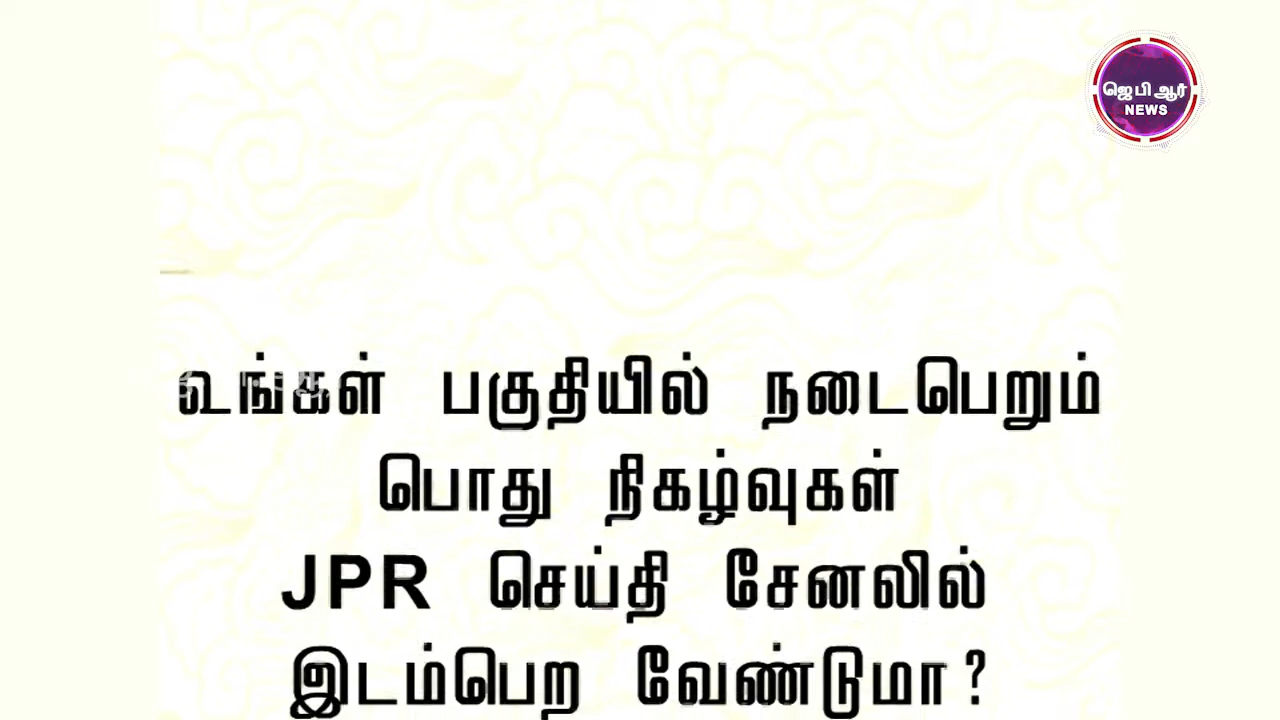 ஜெ பி ஆர்
NEWS
உங்கள் பகுதியில் நடைபெறும்
பொது நிகழ்வுகள்
JPR செய்தி சேனலில்
இடம்பெற வேண்டுமா?